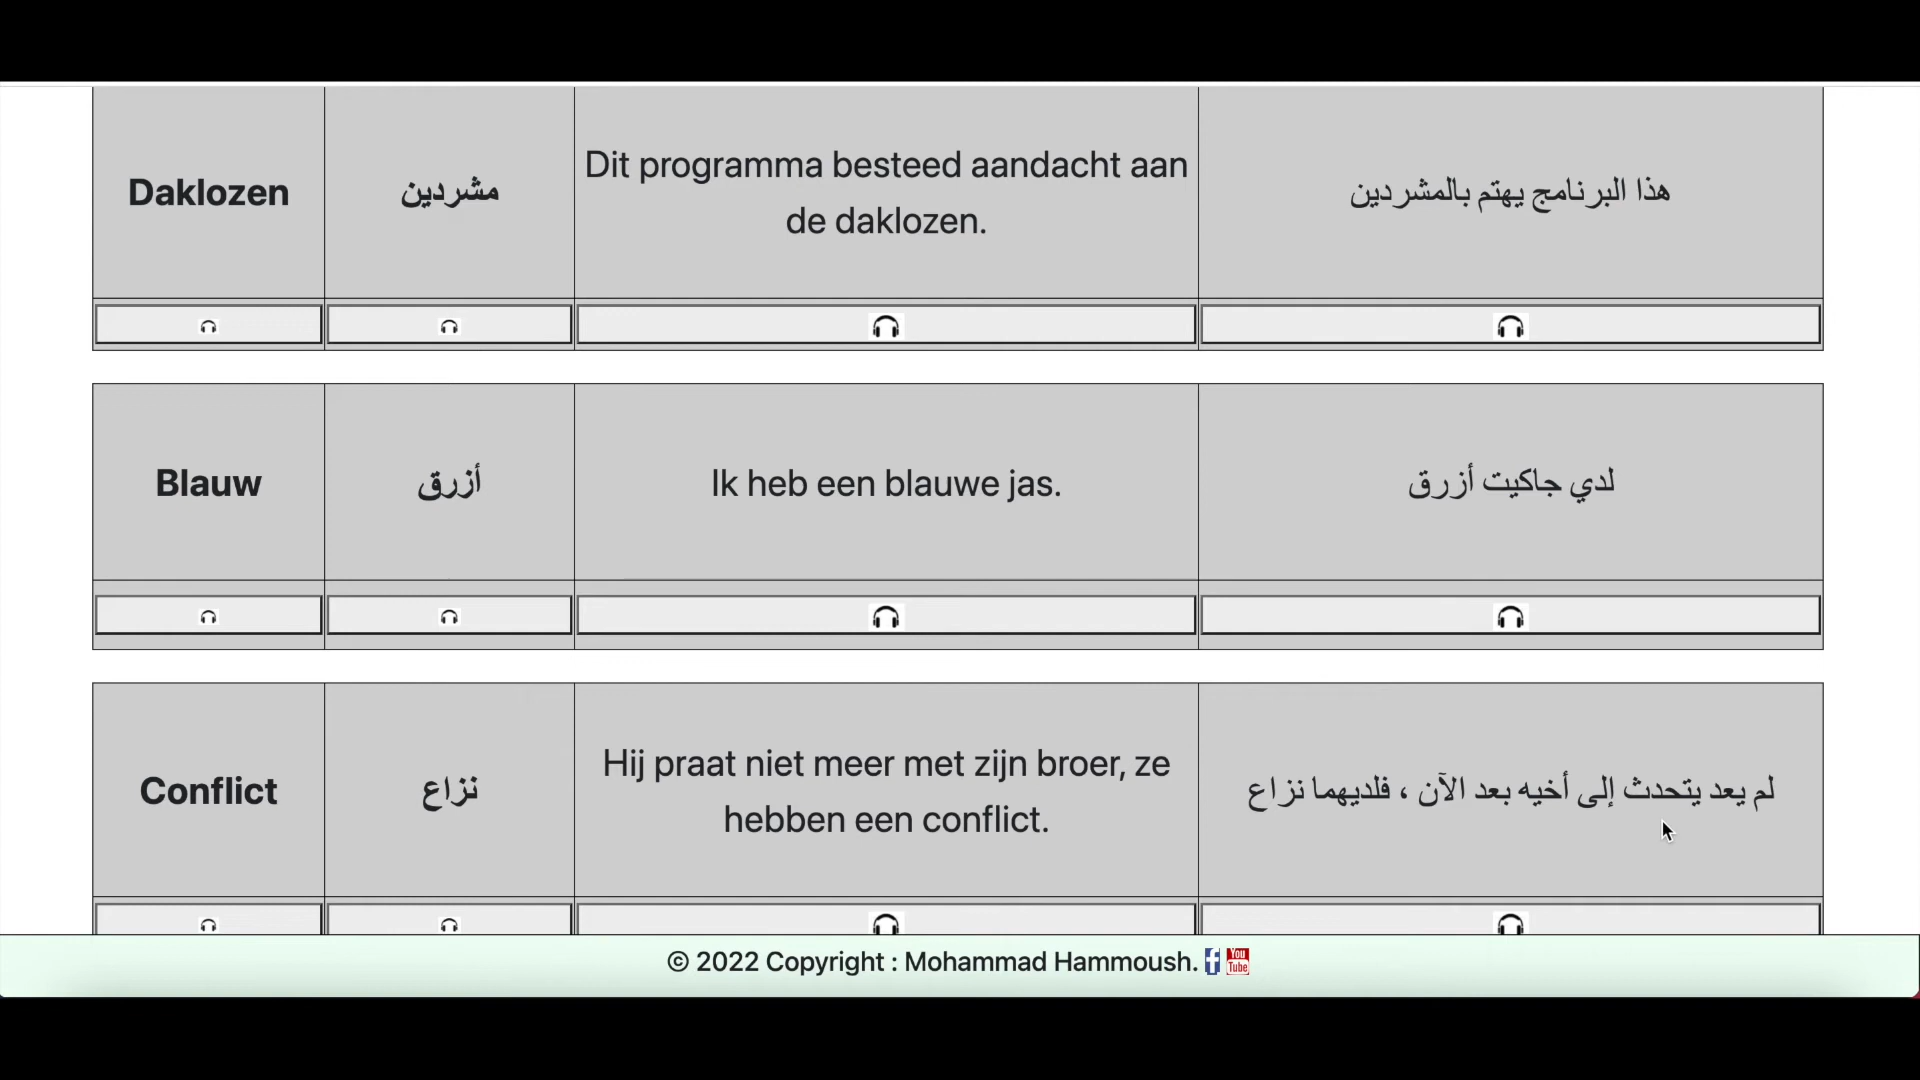 Daklozen
مشردين
Dit programma besteed aandacht aan
de daklozen.
هذا البرنامج يهتم بالمشردين
Blauw
أزرق
Ik heb een blauwe jas.
لدي جاكيت أزرق
Conflict
نزاع
Hij praat niet meer met zijn broer, ze
hebben een conflict.
لم يعد يتحدث إلى أخيه بعد الآن ، فلديهما نزاع
© 2022 Copyright : Mohammad Hammoush.
You
Tube